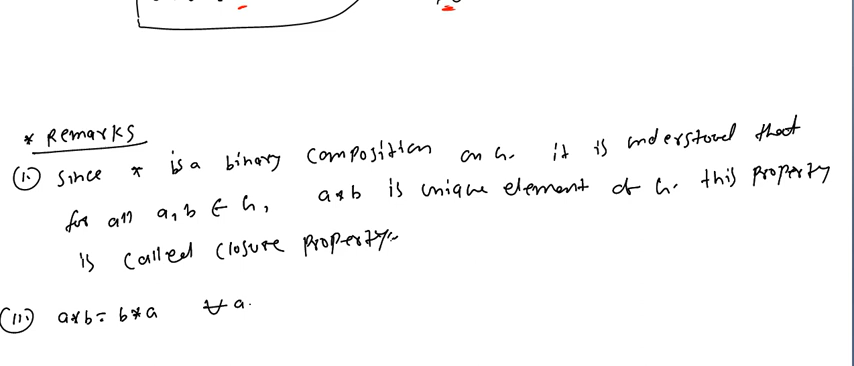 * Remarks
(i) Since * is a binary composition on G. it is understood that
for all a, b ∈ G, a*b is unique element of G. this property
is called closure property:-
(ii) a*b = b*a ∀ a.